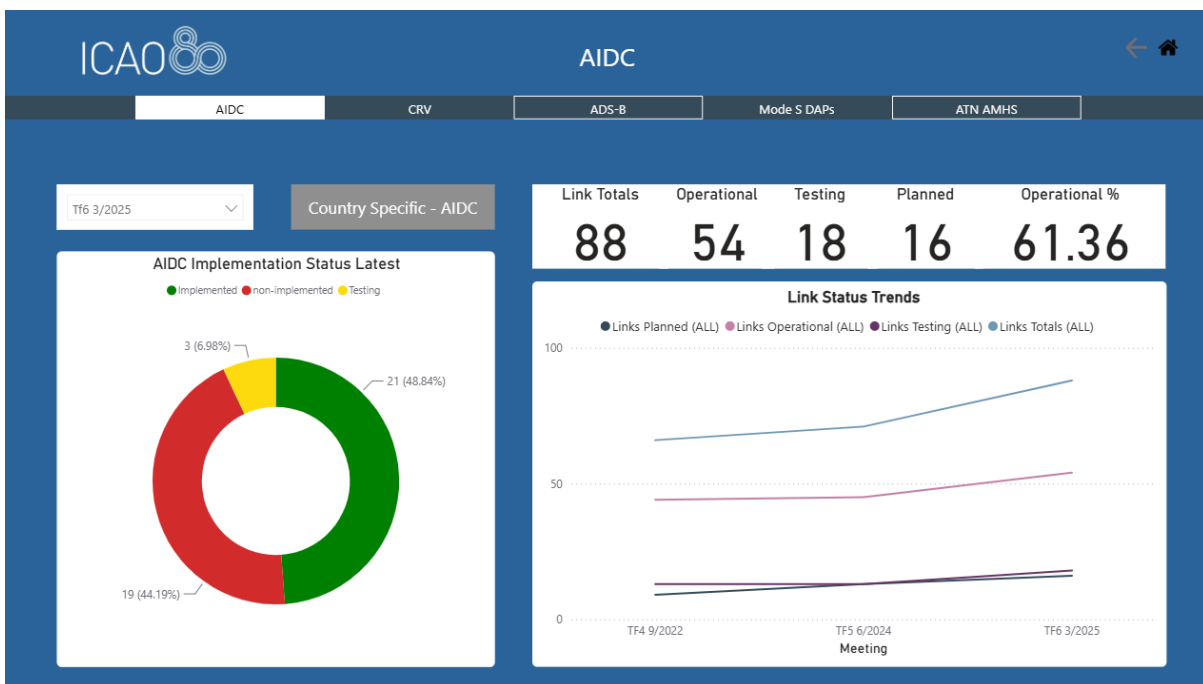 ICAO 80
AIDC
AIDC CRV ADS-B Mode S DAPs ATN AMHS
Tf6 3/2025
Country Specific - AIDC
Link Totals Operational Testing Planned Operational %
88 54 18 16 61.36
AIDC Implementation Status Latest
Implemented non-implemented Testing
3 (6.98%)
21 (48.84%)
19 (44.19%)
Link Status Trends
Links Planned (ALL) Links Operational (ALL) Links Testing (ALL) Links Totals (ALL)
100
50
0
TF4 9/2022 TF5 6/2024 TF6 3/2025
Meeting